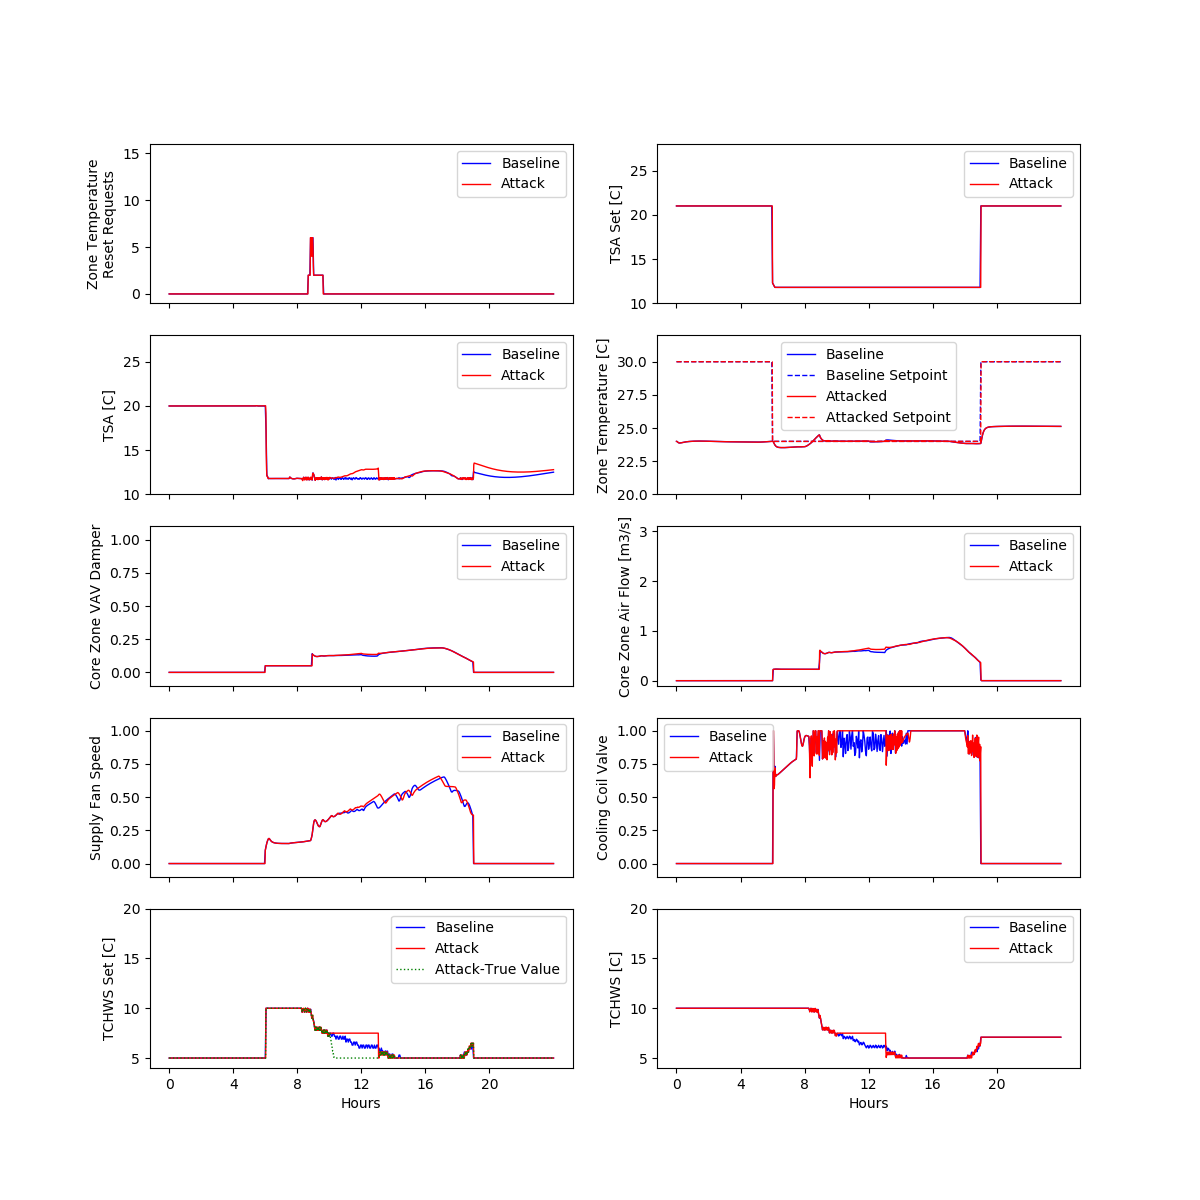 Zone Temperature
Reset Requests
15
10
5
0
Baseline
Attack
TSA Set [C]
25
20
15
10
Baseline
Attack
TSA [C]
25
20
15
10
Baseline
Attack
Zone Temperature [C]
30.0
27.5
25.0
22.5
20.0
Baseline
Baseline Setpoint
Attacked
Attacked Setpoint
Core Zone VAV Damper
1.00
0.75
0.50
0.25
0.00
Baseline
Attack
Core Zone Air Flow [m3/s]
3
2
1
0
Baseline
Attack
Supply Fan Speed
1.00
0.75
0.50
0.25
0.00
Baseline
Attack
Cooling Coil Valve
1.00
0.75
0.50
0.25
0.00
Baseline
Attack
TCHWS Set [C]
20
15
10
5
Baseline
Attack
Attack-True Value
0 4 8 12 16 20
Hours
TCHWS [C]
20
15
10
5
Baseline
Attack
0 4 8 12 16 20
Hours